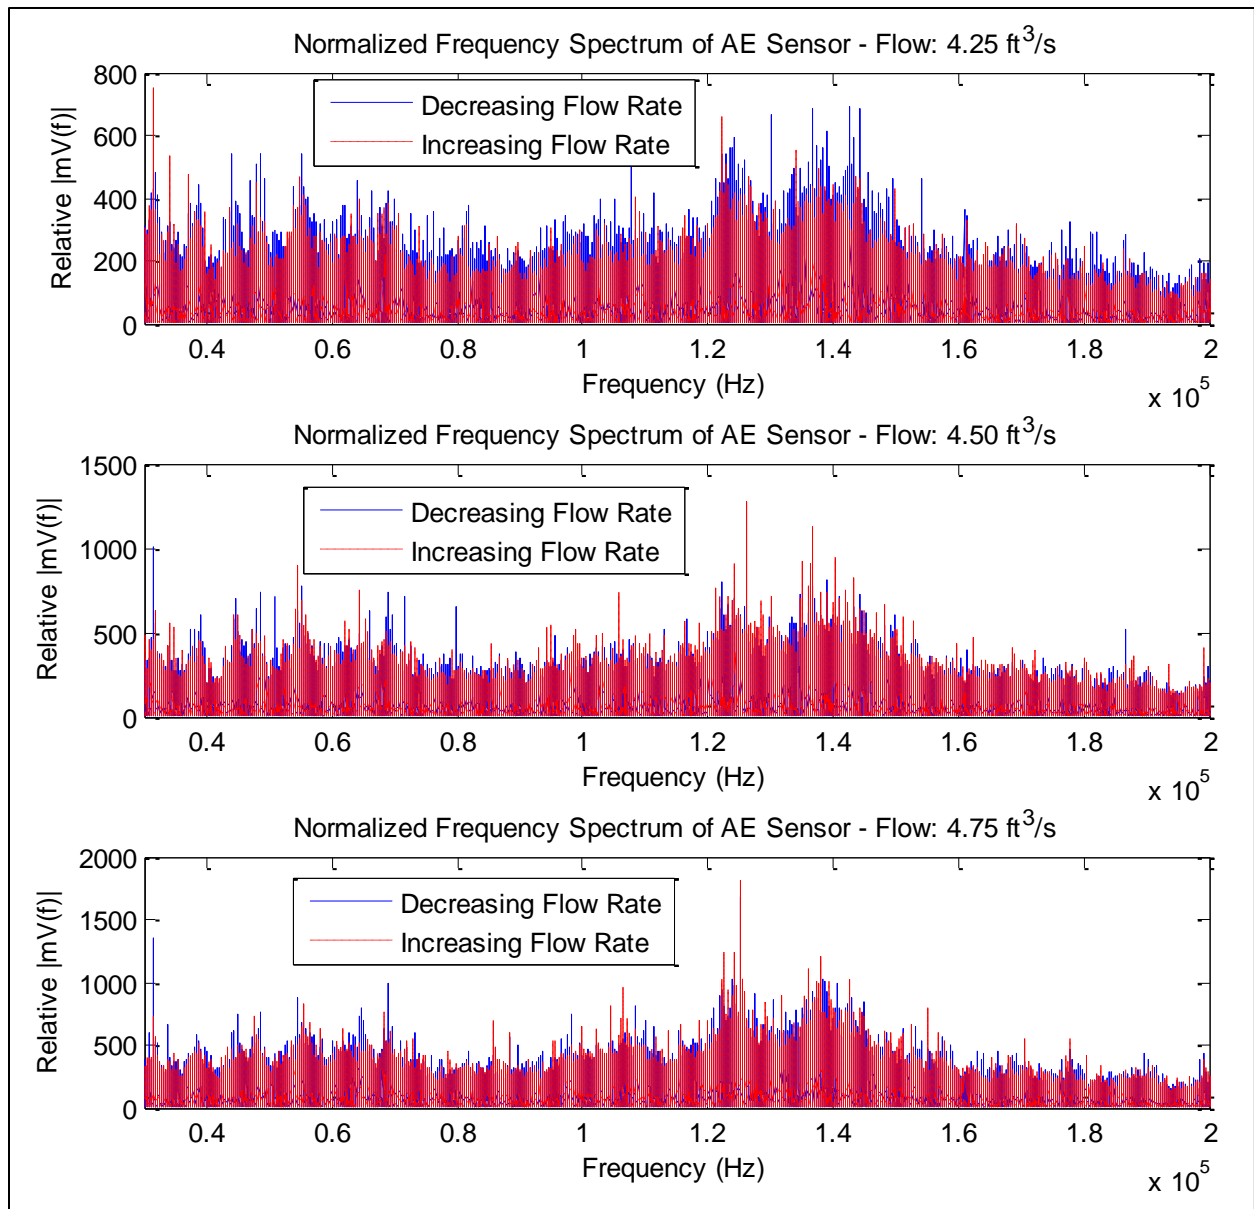 Normalized Frequency Spectrum of AE Sensor - Flow: 4.25 ft³/s
800
600
400
200
0
Relative |mV(f)|
Decreasing Flow Rate
Increasing Flow Rate
0.4 0.6 0.8 1 1.2 1.4 1.6 1.8 2
Frequency (Hz)
x 10⁵
Normalized Frequency Spectrum of AE Sensor - Flow: 4.50 ft³/s
1500
1000
500
0
Relative |mV(f)|
Decreasing Flow Rate
Increasing Flow Rate
0.4 0.6 0.8 1 1.2 1.4 1.6 1.8 2
Frequency (Hz)
x 10⁵
Normalized Frequency Spectrum of AE Sensor - Flow: 4.75 ft³/s
2000
1500
1000
500
0
Relative |mV(f)|
Decreasing Flow Rate
Increasing Flow Rate
0.4 0.6 0.8 1 1.2 1.4 1.6 1.8 2
Frequency (Hz)
x 10⁵